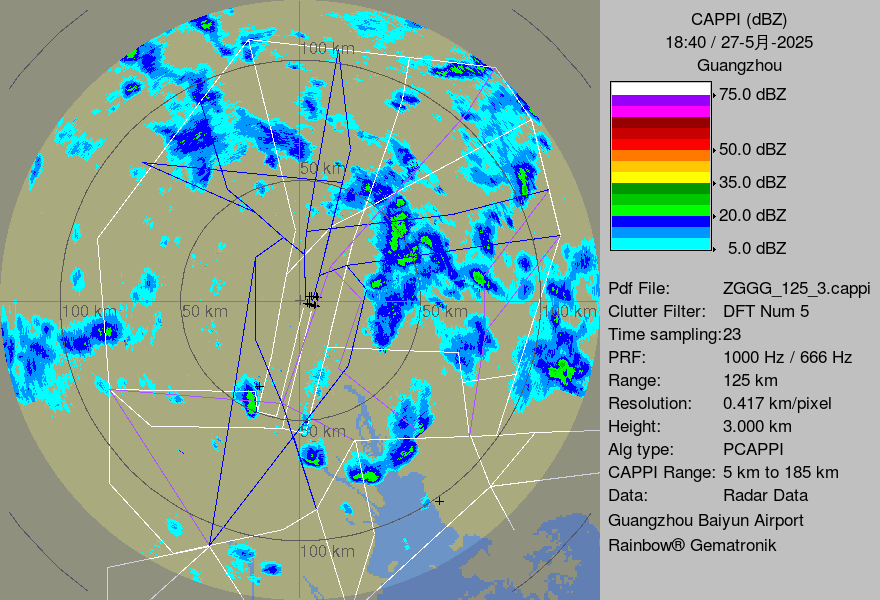 CAPPI (dBZ)
18:40 / 27-5月-2025
Guangzhou
75.0 dBZ
50.0 dBZ
35.0 dBZ
20.0 dBZ
5.0 dBZ
Pdf File: ZGGG_125_3.cappi
Clutter Filter: DFT Num 5
Time sampling:23
PRF: 1000 Hz / 666 Hz
Range: 125 km
Resolution: 0.417 km/pixel
Height: 3.000 km
Alg type: PCAPPI
CAPPI Range: 5 km to 185 km
Data: Radar Data
Guangzhou Baiyun Airport
Rainbow® Gematronik
100 km
50 km
100 km
50 km
50 km
100 km
50 km
100 km